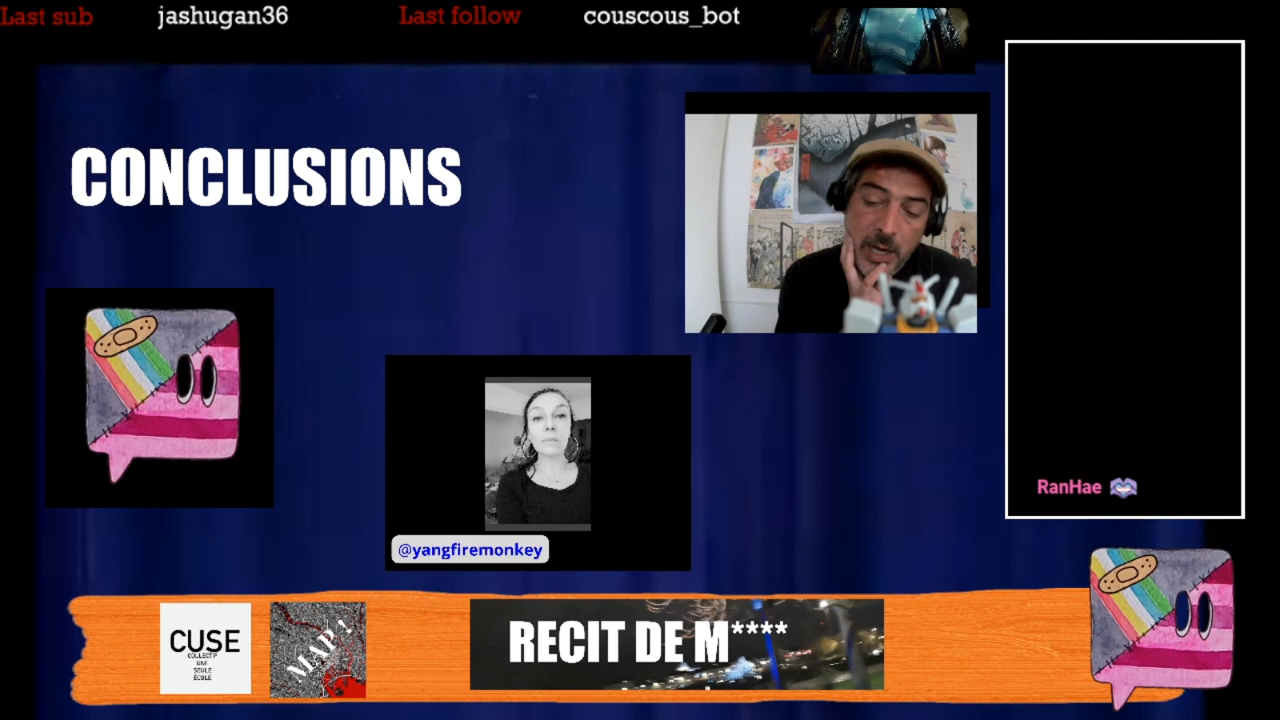 Last sub jashugan36 Last follow couscous_bot
CONCLUSIONS
RanHae
@yangfiremonkey
CUSE
COLLECTIF
UNE
SEULE
ÉCOLE
MAP !
RECIT DE M****